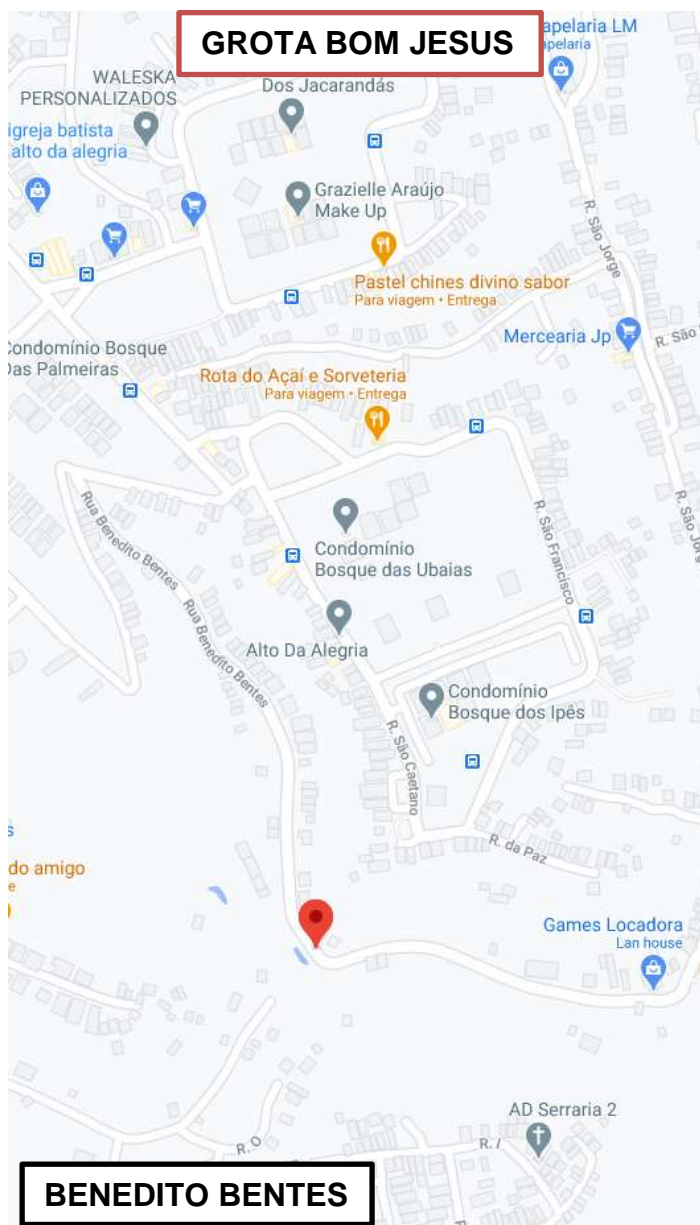 GROTA BOM JESUS
apelaria LM
apelaria
WALESKA
PERSONALIZADOS
Dos Jacarandás
igreja batista
alto da alegria
Grazielle Araújo
Make Up
R. São Jorge
Pastel chines divino sabor
Para viagem • Entrega
Mercearia Jp
R. São
Condomínio Bosque
Das Palmeiras
Rota do Açaí e Sorveteria
Para viagem • Entrega
Rua Benedito Bentes
R. São Francisco
R. São Jorg
Condomínio
Bosque das Ubaias
Rua Benedito Bentes
Alto Da Alegria
Condomínio
Bosque dos Ipês
R. São Caetano
s
R. da Paz
do amigo
e
Games Locadora
Lan house
AD Serraria 2
R. O
R. I
BENEDITO BENTES